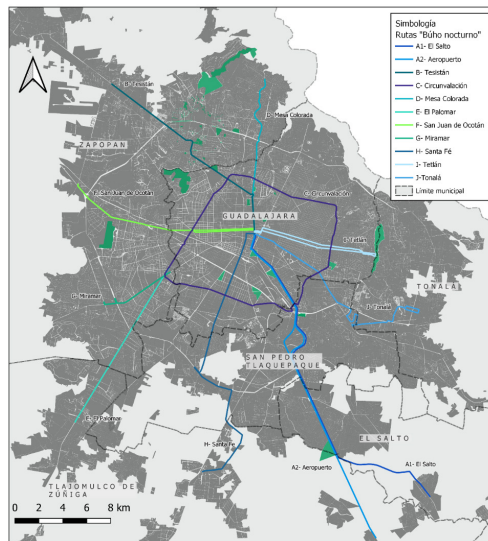 Simbología
Rutas "Búho nocturno"
A1- El Salto
A2- Aeropuerto
B- Tesistán
C- Circunvalación
D- Mesa Colorada
E- El Palomar
F- San Juan de Ocotán
G- Miramar
H- Santa Fé
I- Tetlán
J-Tonalá
Límite municipal
B- Tesistán
D- Mesa Colorada
ZAPOPAN
F- San Juan de Ocotán
C- Circunvalación
GUADALAJARA
I- Tetlán
TONALÁ
G- Miramar
J- Tonalá
SAN PEDRO
TLAQUEPAQUE
E- El Palomar
EL SALTO
H- Santa Fé
A2- Aeropuerto
A1- El Salto
TLAJOMULCO DE
ZÚÑIGA
0 2 4 6 8 km